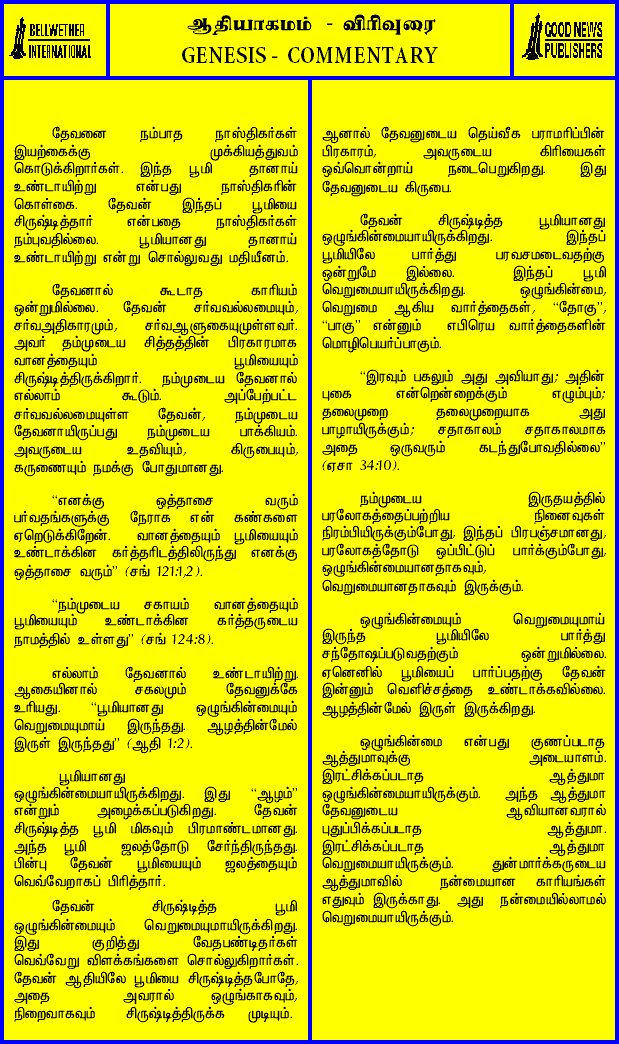 BELLWETHER
INTERNATIONAL
ஆதியாகமம் - விரிவுரை
GENESIS - COMMENTARY
GOOD NEWS
PUBLISHERS
தேவனை நம்பாத நாஸ்திகர்கள்
இயற்கைக்கு முக்கியத்துவம்
கொடுக்கிறார்கள். இந்த பூமி தானாய்
உண்டாயிற்று என்பது நாஸ்திகரின்
கொள்கை. தேவன் இந்தப் பூமியை
சிருஷ்டித்தார் என்பதை நாஸ்திகர்கள்
நம்புவதில்லை. பூமியானது தானாய்
உண்டாயிற்று என்று சொல்லுவது மதியீனம்.
தேவனால் கூடாத காரியம்
ஒன்றுமில்லை. தேவன் சர்வவல்லமையும்,
சர்வஅதிகாரமும், சர்வஆளுகையுமுள்ளவர்.
அவர் தம்முடைய சித்தத்தின் பிரகாரமாக
வானத்தையும் பூமியையும்
சிருஷ்டித்திருக்கிறார். நம்முடைய தேவனால்
எல்லாம் கூடும். அப்பேற்பட்ட
சர்வவல்லமையுள்ள தேவன், நம்முடைய
தேவனாயிருப்பது நம்முடைய பாக்கியம்.
அவருடைய உதவியும், கிருபையும்,
கருணையும் நமக்கு போதுமானது.
“எனக்கு ஒத்தாசை வரும்
பர்வதங்களுக்கு நேராக என் கண்களை
ஏறெடுக்கிறேன். வானத்தையும் பூமியையும்
உண்டாக்கின கர்த்தரிடத்திலிருந்து எனக்கு
ஒத்தாசை வரும்” (சங் 121:1,2).
“நம்முடைய சகாயம் வானத்தையும்
பூமியையும் உண்டாக்கின கர்த்தருடைய
நாமத்தில் உள்ளது” (சங் 124:8).
எல்லாம் தேவனால் உண்டாயிற்று.
ஆகையினால் சகலமும் தேவனுக்கே
உரியது. “பூமியானது ஒழுங்கின்மையும்
வெறுமையுமாய் இருந்தது. ஆழத்தின்மேல்
இருள் இருந்தது” (ஆதி 1:2).
பூமியானது
ஒழுங்கின்மையாயிருக்கிறது. இது “ஆழம்”
என்றும் அழைக்கப்படுகிறது. தேவன்
சிருஷ்டித்த பூமி மிகவும் பிரமாண்டமானது.
அந்த பூமி ஜலத்தோடு சேர்ந்திருந்தது.
பின்பு தேவன் பூமியையும் ஜலத்தையும்
வெவ்வேறாகப் பிரித்தார்.
தேவன் சிருஷ்டித்த பூமி
ஒழுங்கின்மையும் வெறுமையுமாயிருக்கிறது.
இது குறித்து வேதபண்டிதர்கள்
வெவ்வேறு விளக்கங்களை சொல்லுகிறார்கள்.
தேவன் ஆதியிலே பூமியை சிருஷ்டித்தபோதே,
அதை அவரால் ஒழுங்காகவும்,
நிறைவாகவும் சிருஷ்டித்திருக்க முடியும்.
ஆனால் தேவனுடைய தெய்வீக பராமரிப்பின்
பிரகாரம், அவருடைய கிரியைகள்
ஒவ்வொன்றாய் நடைபெறுகிறது. இது
தேவனுடைய கிருபை.
தேவன் சிருஷ்டித்த பூமியானது
ஒழுங்கின்மையாயிருக்கிறது. இந்தப்
பூமியிலே பார்த்து பரவசமடைவதற்கு
ஒன்றுமே இல்லை. இந்தப் பூமி
வெறுமையாயிருக்கிறது. ஒழுங்கின்மை,
வெறுமை ஆகிய வார்த்தைகள், “தோகு”,
“பாகு” என்னும் எபிரெய வார்த்தைகளின்
மொழிபெயர்ப்பாகும்.
“இரவும் பகலும் அது அவியாது; அதின்
புகை என்றென்றைக்கும் எழும்பும்;
தலைமுறை தலைமுறையாக அது
பாழாயிருக்கும்; சதாகாலம் சதாகாலமாக
அதை ஒருவரும் கடந்துபோவதில்லை”
(ஏசா 34:10).
நம்முடைய இருதயத்தில்
பரலோகத்தைப்பற்றிய நினைவுகள்
நிரம்பியிருக்கும்போது, இந்தப் பிரபஞ்சமானது,
பரலோகத்தோடு ஒப்பிட்டுப் பார்க்கும்போது,
ஒழுங்கின்மையானதாகவும்,
வெறுமையானதாகவும் இருக்கும்.
ஒழுங்கின்மையும் வெறுமையுமாய்
இருந்த பூமியிலே பார்த்து
சந்தோஷப்படுவதற்கும் ஒன்றுமில்லை.
ஏனெனில் பூமியைப் பார்ப்பதற்கு தேவன்
இன்னும் வெளிச்சத்தை உண்டாக்கவில்லை.
ஆழத்தின்மேல் இருள் இருக்கிறது.
ஒழுங்கின்மை என்பது குணப்படாத
ஆத்துமாவுக்கு அடையாளம்.
இரட்சிக்கப்படாத ஆத்துமா
ஒழுங்கின்மையாயிருக்கும். அந்த ஆத்துமா
தேவனுடைய ஆவியானவரால்
புதுப்பிக்கப்படாத ஆத்துமா.
இரட்சிக்கப்படாத ஆத்துமா
வெறுமையாயிருக்கும். துன்மார்க்கருடைய
ஆத்துமாவில் நன்மையான காரியங்கள்
எதுவும் இருக்காது. அது நன்மையில்லாமல்
வெறுமையாயிருக்கும்.